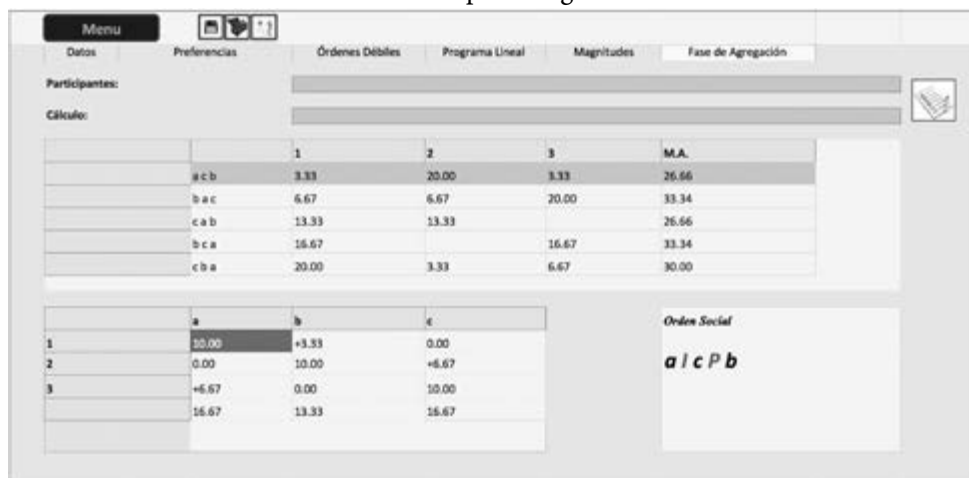 Menu
Datos Preferencias Órdenes Débiles Programa Lineal Magnitudes Fase de Agregación
Participantes:
Cálculo:
1 2 3 M.A.
a c b 3.33 20.00 3.33 26.66
b a c 6.67 6.67 20.00 33.34
c a b 13.33 13.33 26.66
b c a 16.67 16.67 33.34
c b a 20.00 3.33 6.67 30.00
a b c
1 10.00 +3.33 0.00
2 0.00 10.00 +6.67
3 +6.67 0.00 10.00
16.67 13.33 16.67
Orden Social
a I c P b